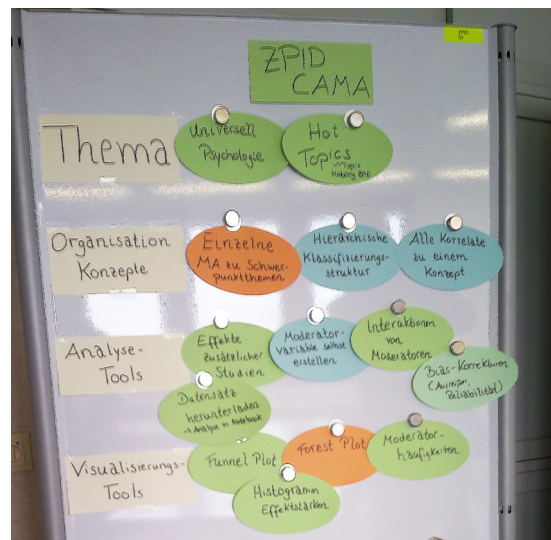 ZPID
CAMA
Thema
Universell
Psychologie
Hot
Topics
→ Topic
Organisation
Konzepte
Einzelne
MA zu Schwer-
punktthemen
Hierarchische
Klassifizierungs-
struktur
Alle Korrelate
zu einem
Konzept
Analyse-
Tools
Effekte
zusätzlicher
Studien
Moderator-
variable selbst
erstellen
Interaktionen
von
Moderatoren
Bias-Korrekturen
(Ausreißer,
Reliabilität)
Datensatz
herunterladen
→ Analyse in Notebook
Visualisierungs-
Tools
Funnel Plot
Forest Plot
Moderator-
häufigkeiten
Histogramm
Effektstärken